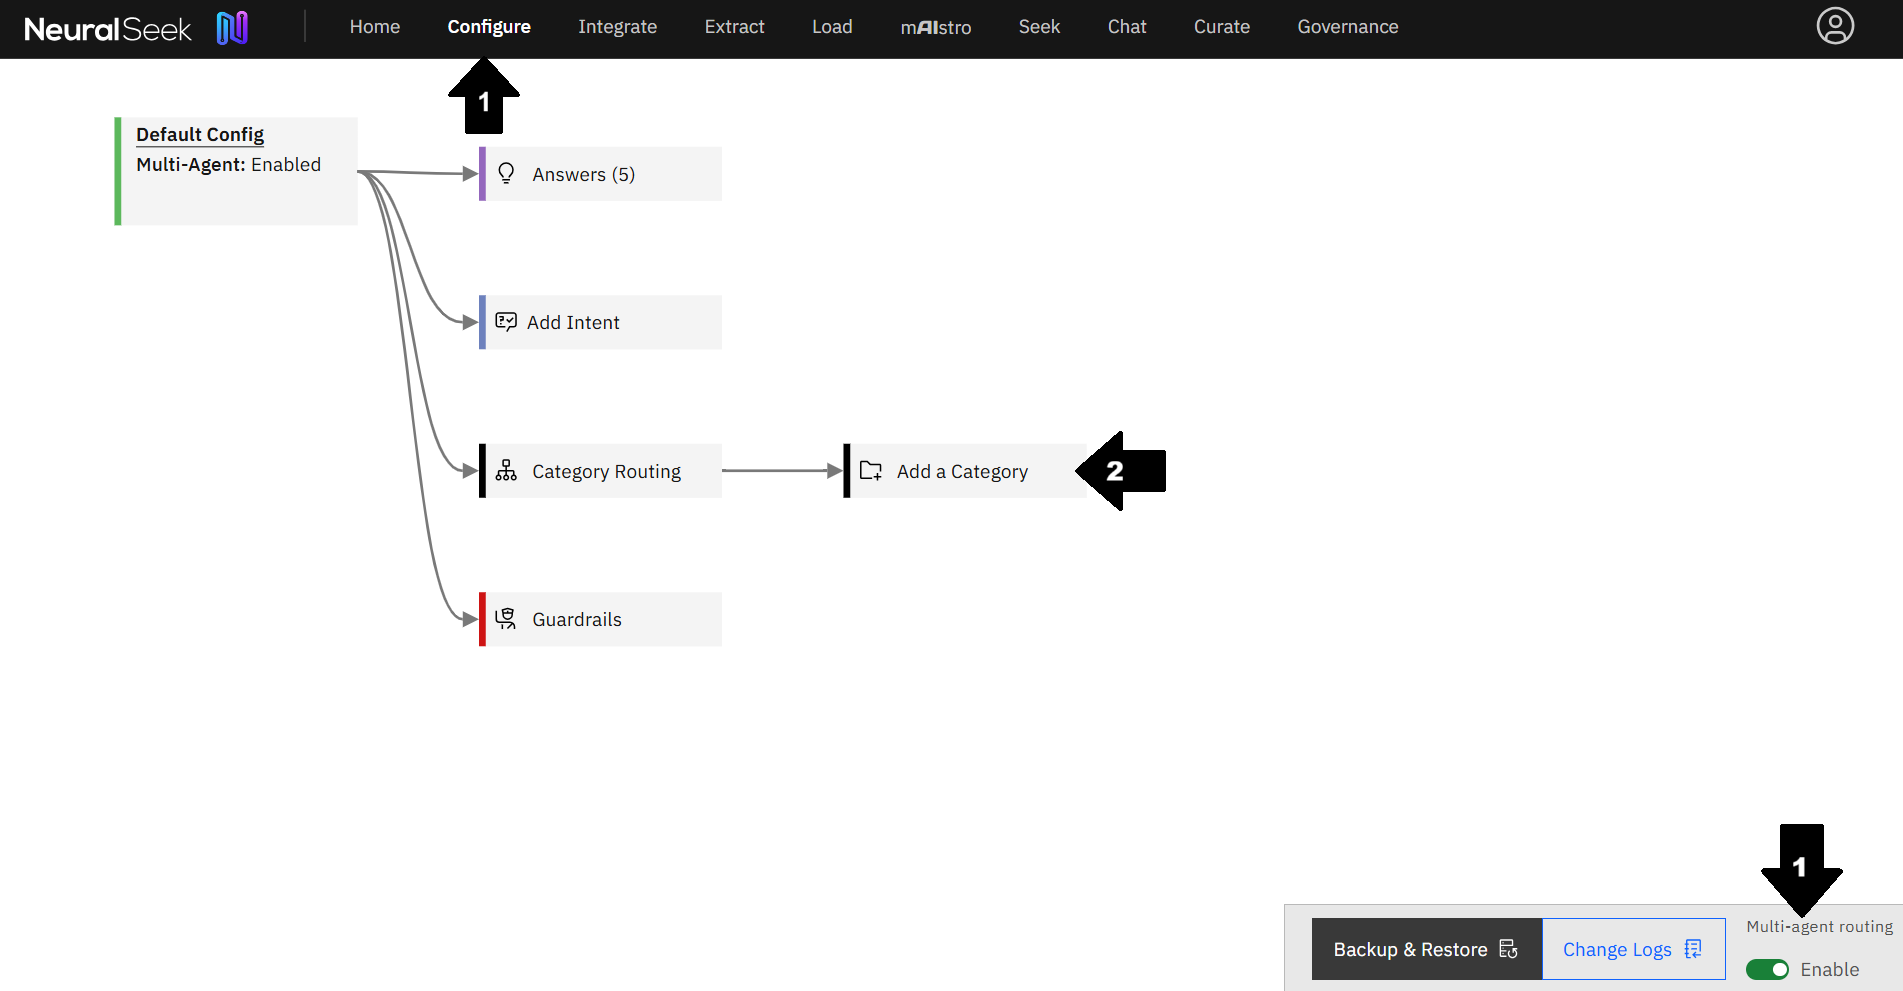 NeuralSeek
Home Configure Integrate Extract Load mAIstro Seek Chat Curate Governance
1
Default Config
Multi-Agent: Enabled
Answers (5)
Add Intent
Category Routing
Add a Category
2
Guardrails
1
Multi-agent routing
Backup & Restore
Change Logs
Enable